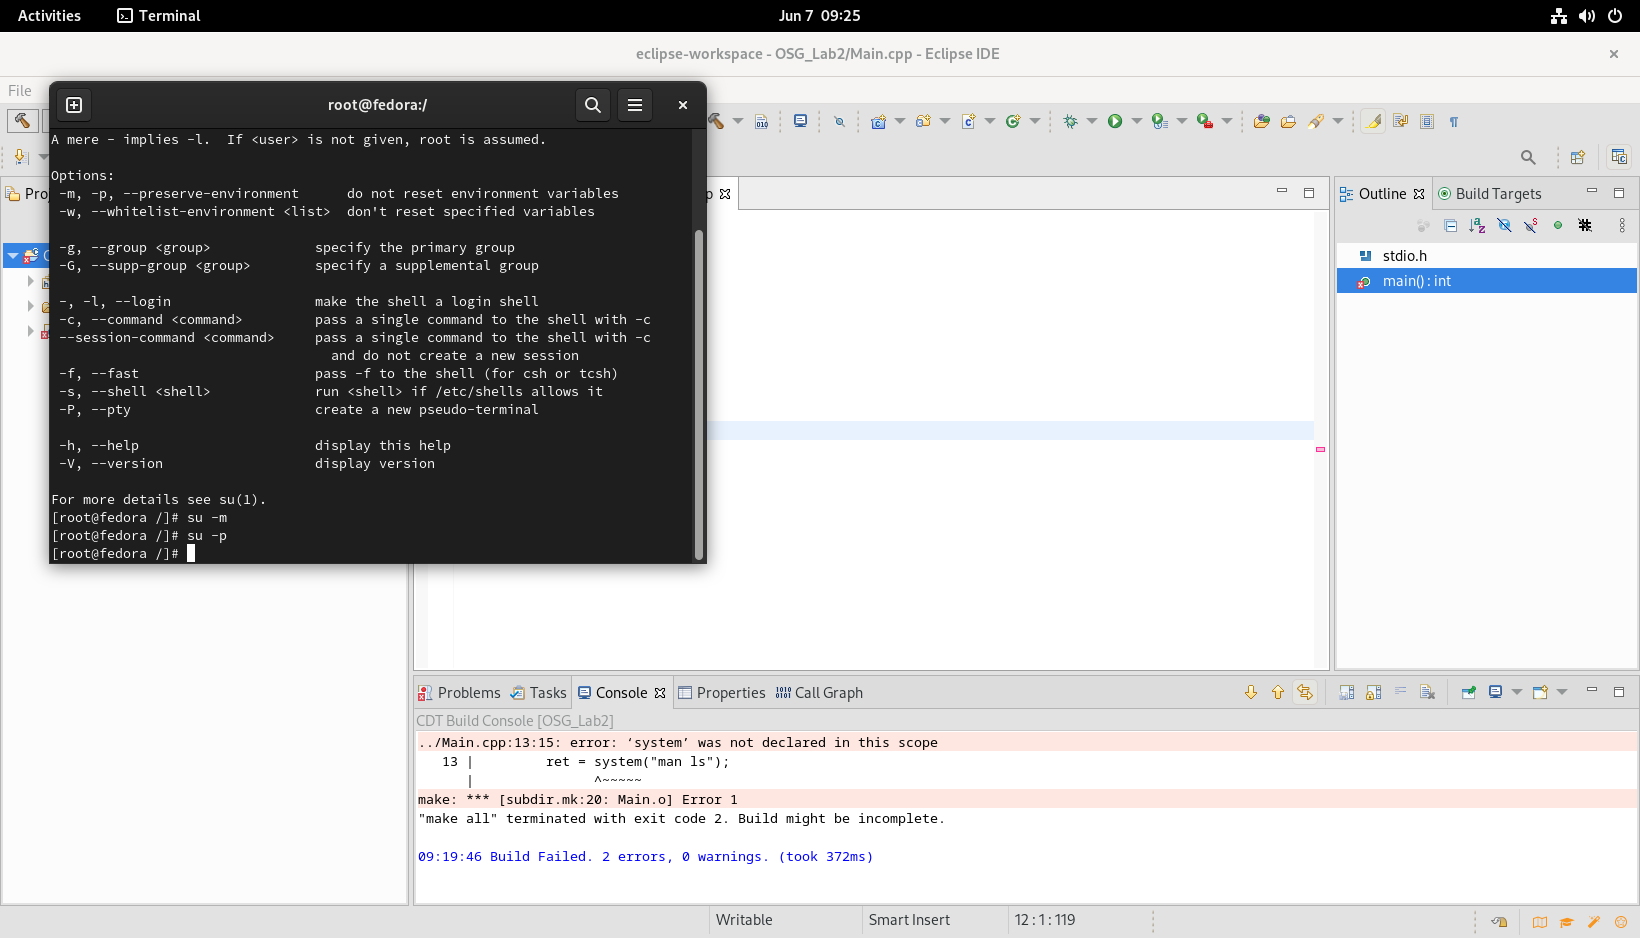 Activities
Terminal
Jun 7 09:25
eclipse-workspace - OSG_Lab2/Main.cpp - Eclipse IDE
File
root@fedora:/
A mere - implies -l.  If <user> is not given, root is assumed.
Options:
-m, -p, --preserve-environment      do not reset environment variables
-w, --whitelist-environment <list>  don't reset specified variables
-g, --group <group>             specify the primary group
-G, --supp-group <group>        specify a supplemental group
-, -l, --login                  make the shell a login shell
-c, --command <command>         pass a single command to the shell with -c
--session-command <command>     pass a single command to the shell with -c
and do not create a new session
-f, --fast                      pass -f to the shell (for csh or tcsh)
-s, --shell <shell>             run <shell> if /etc/shells allows it
-P, --pty                       create a new pseudo-terminal
-h, --help                      display this help
-V, --version                   display version
For more details see su(1).
[root@fedora /]# su -m
[root@fedora /]# su -p
[root@fedora /]#
Outline
Build Targets
stdio.h
main() : int
Problems
Tasks
Console
Properties
Call Graph
CDT Build Console [OSG_Lab2]
../Main.cpp:13:15: error: ‘system’ was not declared in this scope
13 |         ret = system("man ls");
|               ^~~~~~
make: *** [subdir.mk:20: Main.o] Error 1
"make all" terminated with exit code 2. Build might be incomplete.
09:19:46 Build Failed. 2 errors, 0 warnings. (took 372ms)
Writable
Smart Insert
12 : 1 : 119